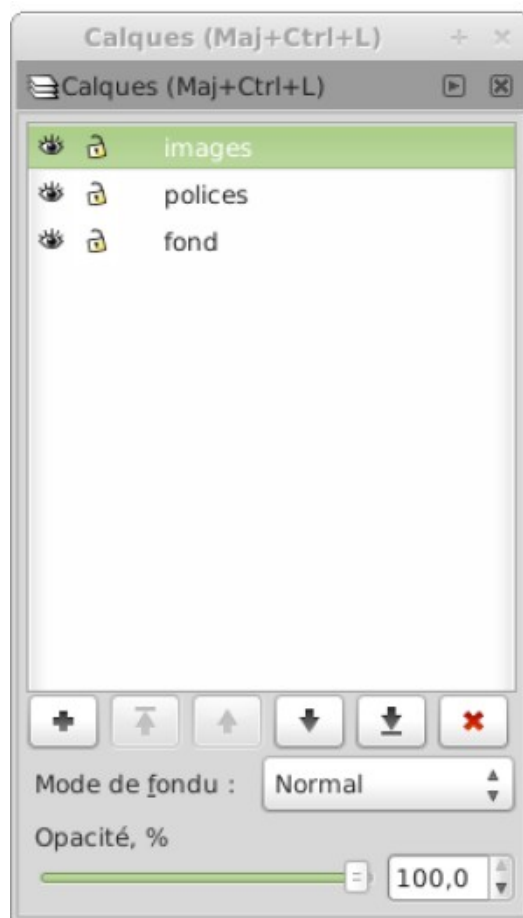 Calques (Maj+Ctrl+L)
Calques (Maj+Ctrl+L)
images
polices
fond
Mode de fondu :
Normal
Opacité, %
100,0